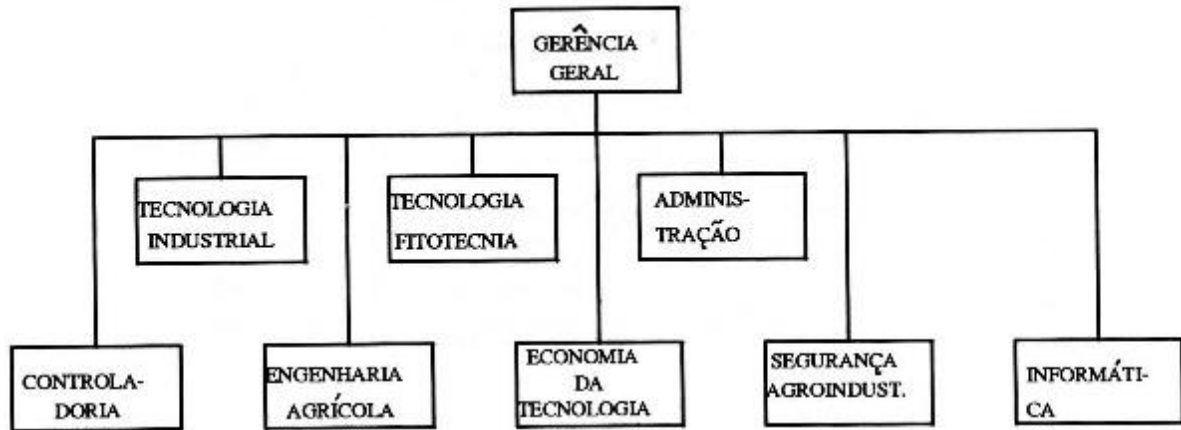 GERÊNCIA
GERAL
TECNOLOGIA
INDUSTRIAL
TECNOLOGIA
FITOTECNIA
ADMINIS-
TRAÇÃO
CONTROLA-
DORIA
ENGENHARIA
AGRÍCOLA
ECONOMIA
DA
TECNOLOGIA
SEGURANÇA
AGROINDUST.
INFORMÁTI-
CA